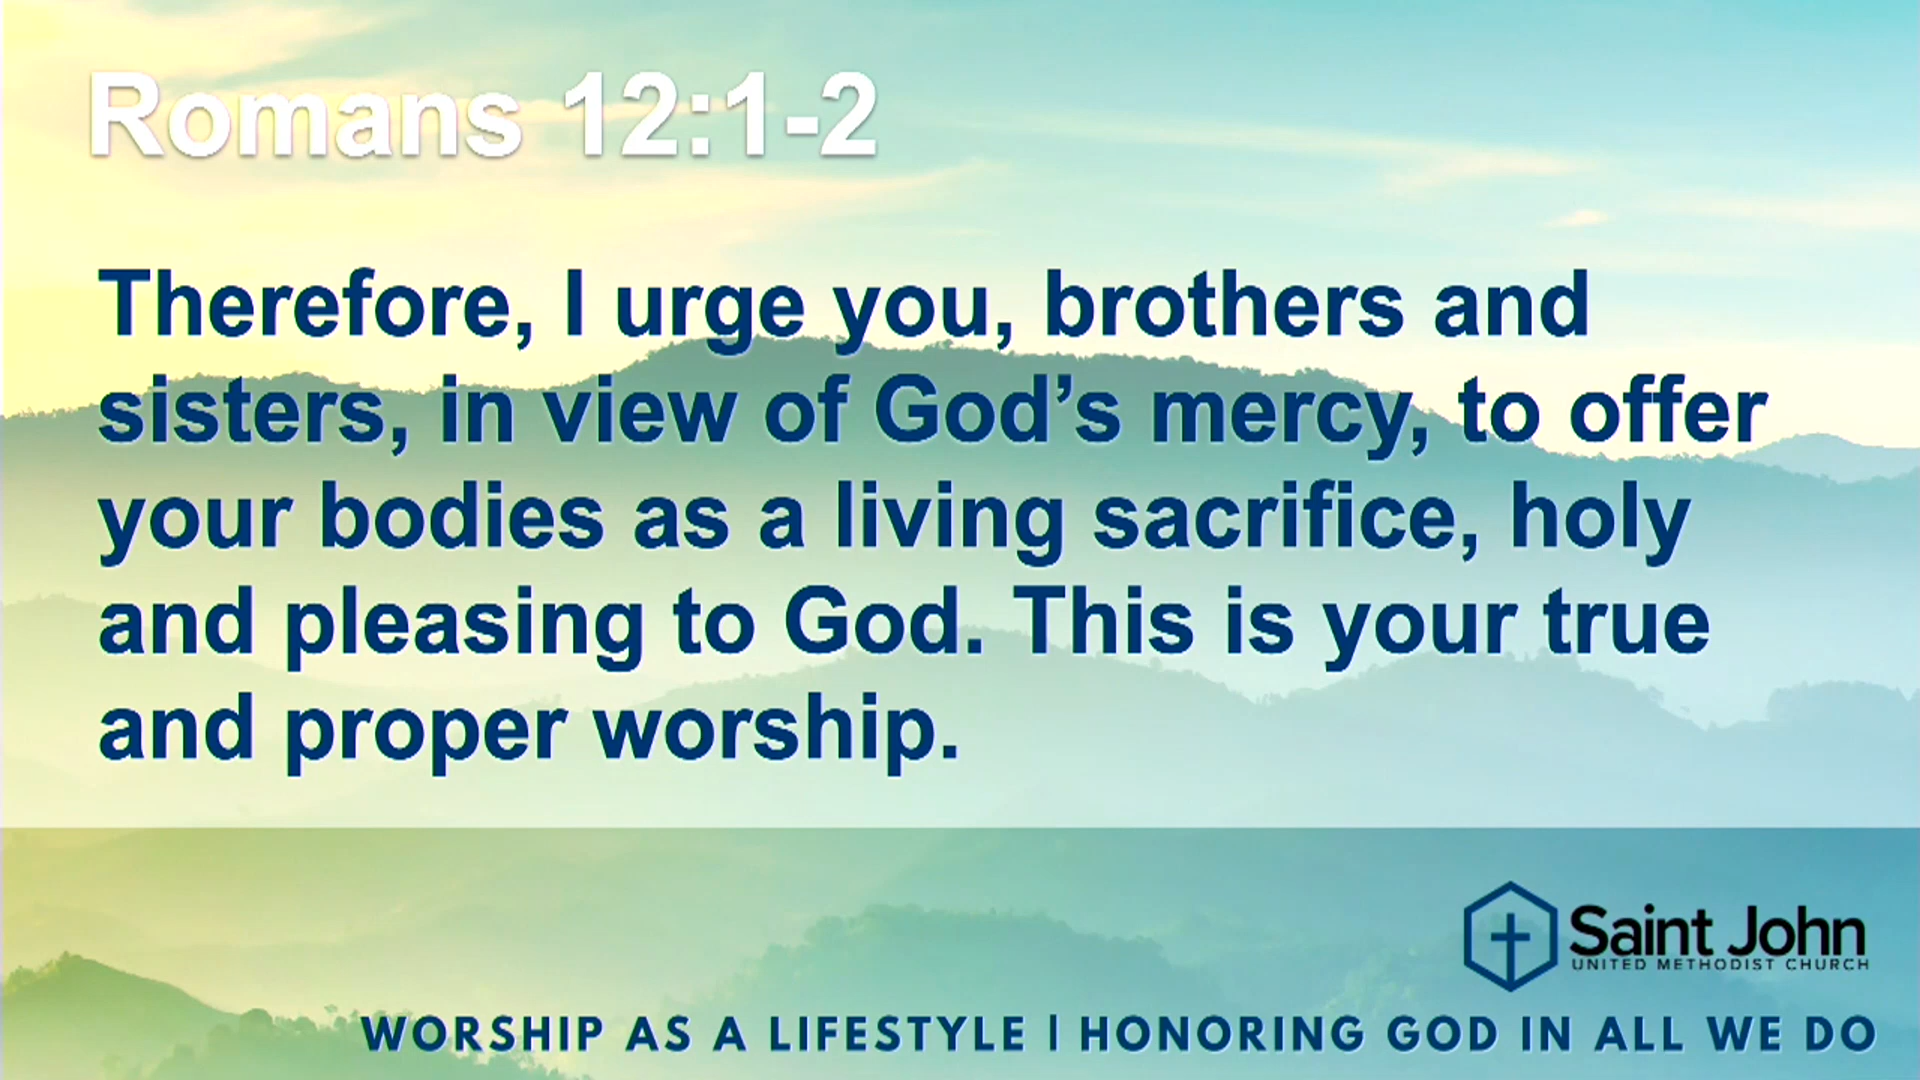 Romans 12:1-2
Therefore, I urge you, brothers and
sisters, in view of God’s mercy, to offer
your bodies as a living sacrifice, holy
and pleasing to God. This is your true
and proper worship.
Saint John
UNITED METHODIST CHURCH
WORSHIP AS A LIFESTYLE | HONORING GOD IN ALL WE DO